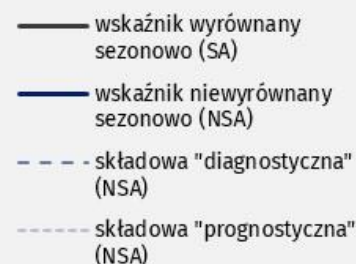 wskaźnik wyrównany
sezonowo (SA)
wskaźnik niewyrównany
sezonowo (NSA)
składowa "diagnostyczna"
(NSA)
składowa "prognostyczna"
(NSA)